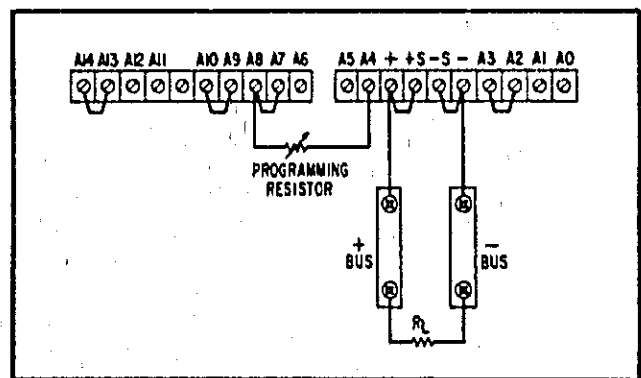 A14 A13 A12 A11 A10 A9 A8 A7 A6 A5 A4 + +S -S - A3 A2 A1 A0
PROGRAMMING
RESISTOR
+
BUS
-
BUS
RL